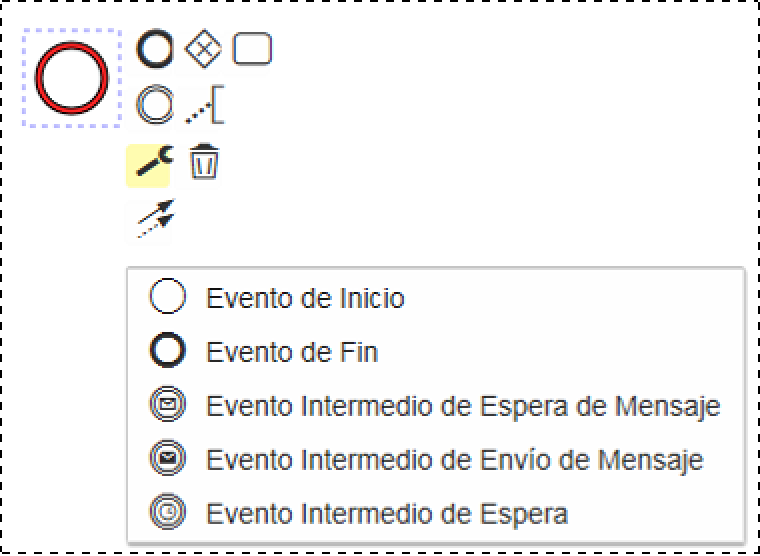 Evento de Inicio
Evento de Fin
Evento Intermedio de Espera de Mensaje
Evento Intermedio de Envío de Mensaje
Evento Intermedio de Espera